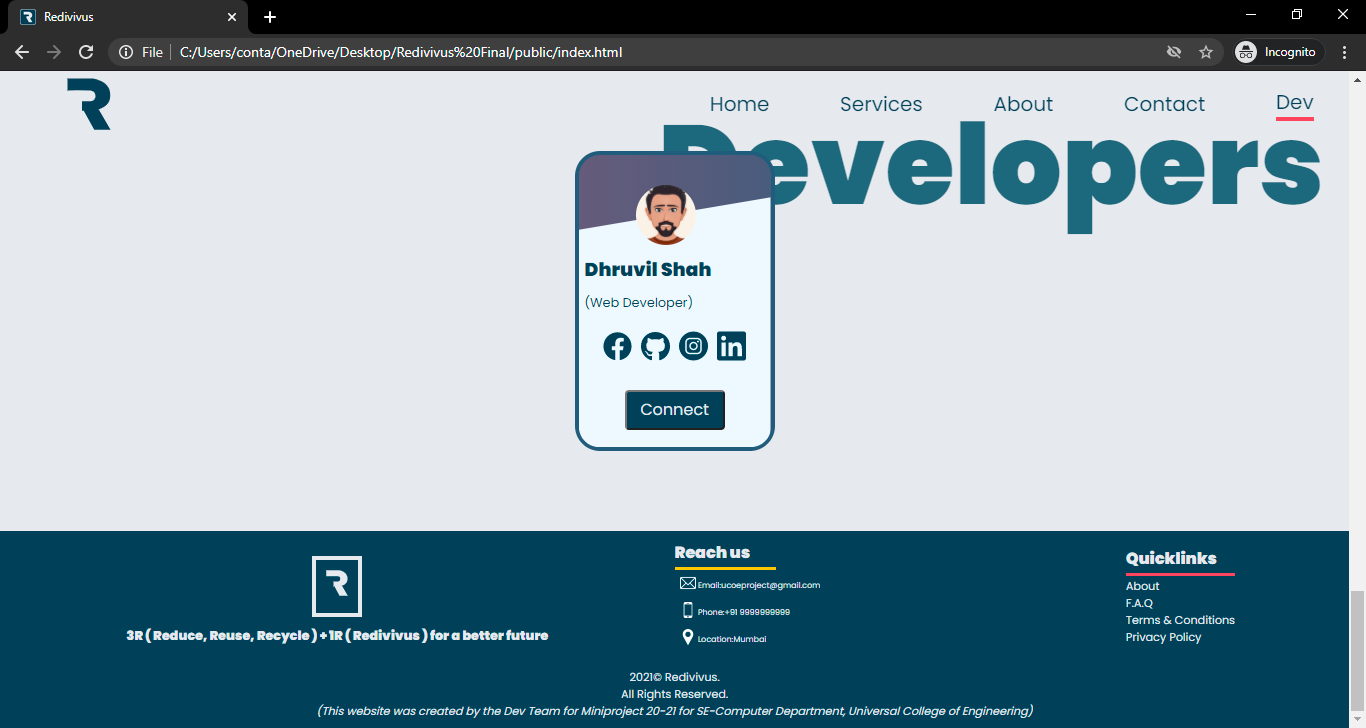 Redivivus
File C:/Users/conta/OneDrive/Desktop/Redivivus%20Final/public/index.html
Incognito
R
Home Services About Contact Dev
Developers
Dhruvil Shah
(Web Developer)
f in
Connect
R
3R ( Reduce, Reuse, Recycle ) + 1R ( Redivivus ) for a better future
Reach us
Email:ucoeproject@gmail.com
Phone:+91 9999999999
Location:Mumbai
Quicklinks
About
F.A.Q
Terms & Conditions
Privacy Policy
2021© Redivivus.
All Rights Reserved.
(This website was created by the Dev Team for Miniproject 20-21 for SE-Computer Department, Universal College of Engineering)